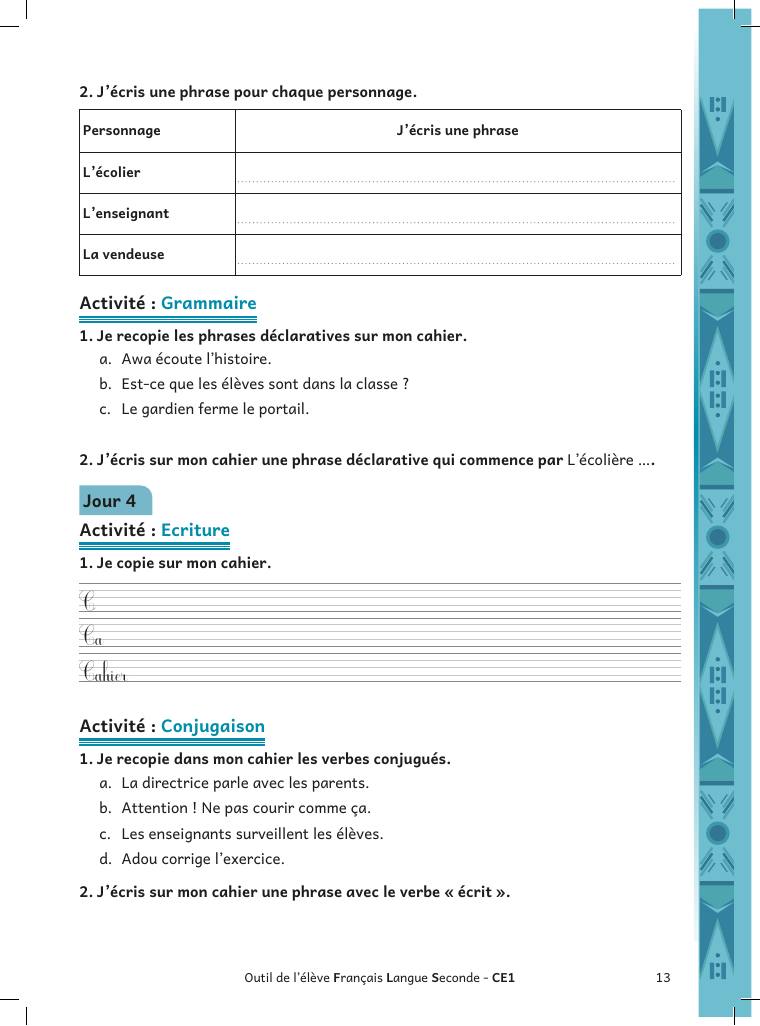 2. J’écris une phrase pour chaque personnage.
Personnage J’écris une phrase
L’écolier
L’enseignant
La vendeuse
Activité : Grammaire
1. Je recopie les phrases déclaratives sur mon cahier.
a. Awa écoute l’histoire.
b. Est-ce que les élèves sont dans la classe ?
c. Le gardien ferme le portail.
2. J’écris sur mon cahier une phrase déclarative qui commence par L’écolière ….
Jour 4
Activité : Ecriture
1. Je copie sur mon cahier.
C
Ca
Cahier
Activité : Conjugaison
1. Je recopie dans mon cahier les verbes conjugués.
a. La directrice parle avec les parents.
b. Attention ! Ne pas courir comme ça.
c. Les enseignants surveillent les élèves.
d. Adou corrige l’exercice.
2. J’écris sur mon cahier une phrase avec le verbe « écrit ».
Outil de l’élève Français Langue Seconde - CE1 13